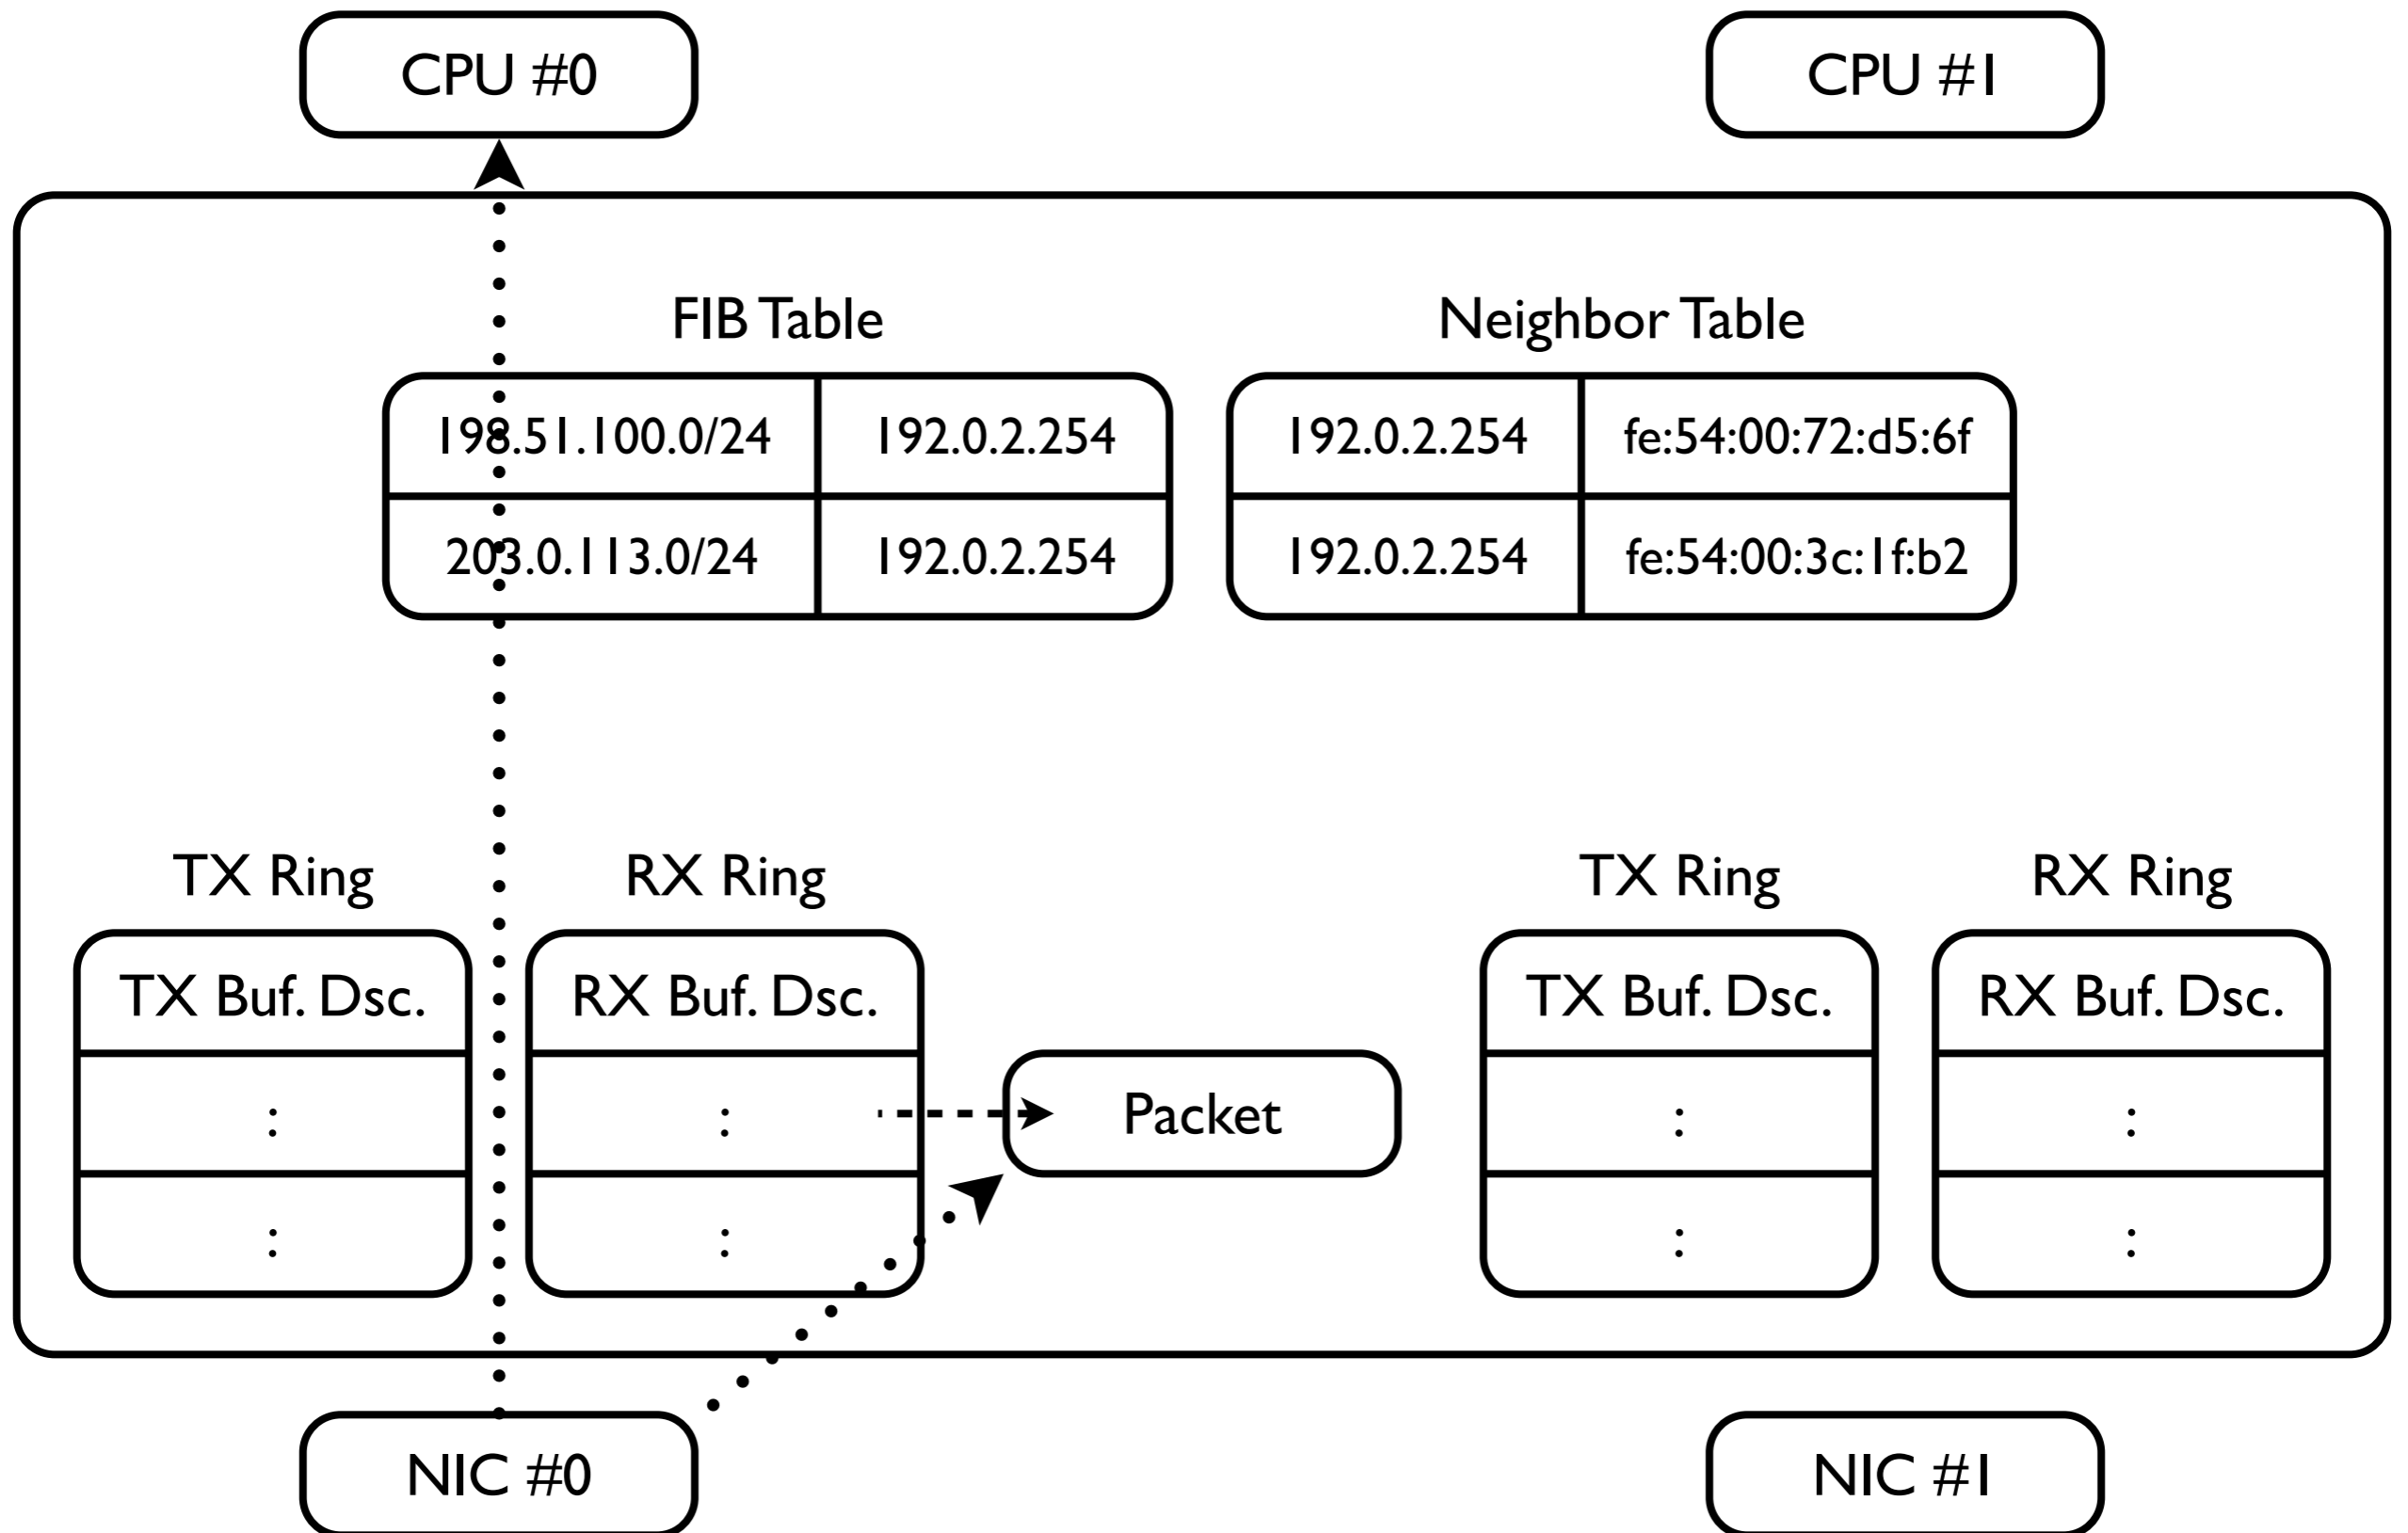 CPU #0
CPU #1
FIB Table
Neighbor Table
198.51.100.0/24 192.0.2.254
192.0.2.254 fe:54:00:72:d5:6f
203.0.113.0/24 192.0.2.254
192.0.2.254 fe:54:00:3c:1f:b2
TX Ring
RX Ring
TX Ring
RX Ring
TX Buf. Dsc.
RX Buf. Dsc.
TX Buf. Dsc.
RX Buf. Dsc.
:
:
Packet
:
:
:
:
:
:
NIC #0
NIC #1